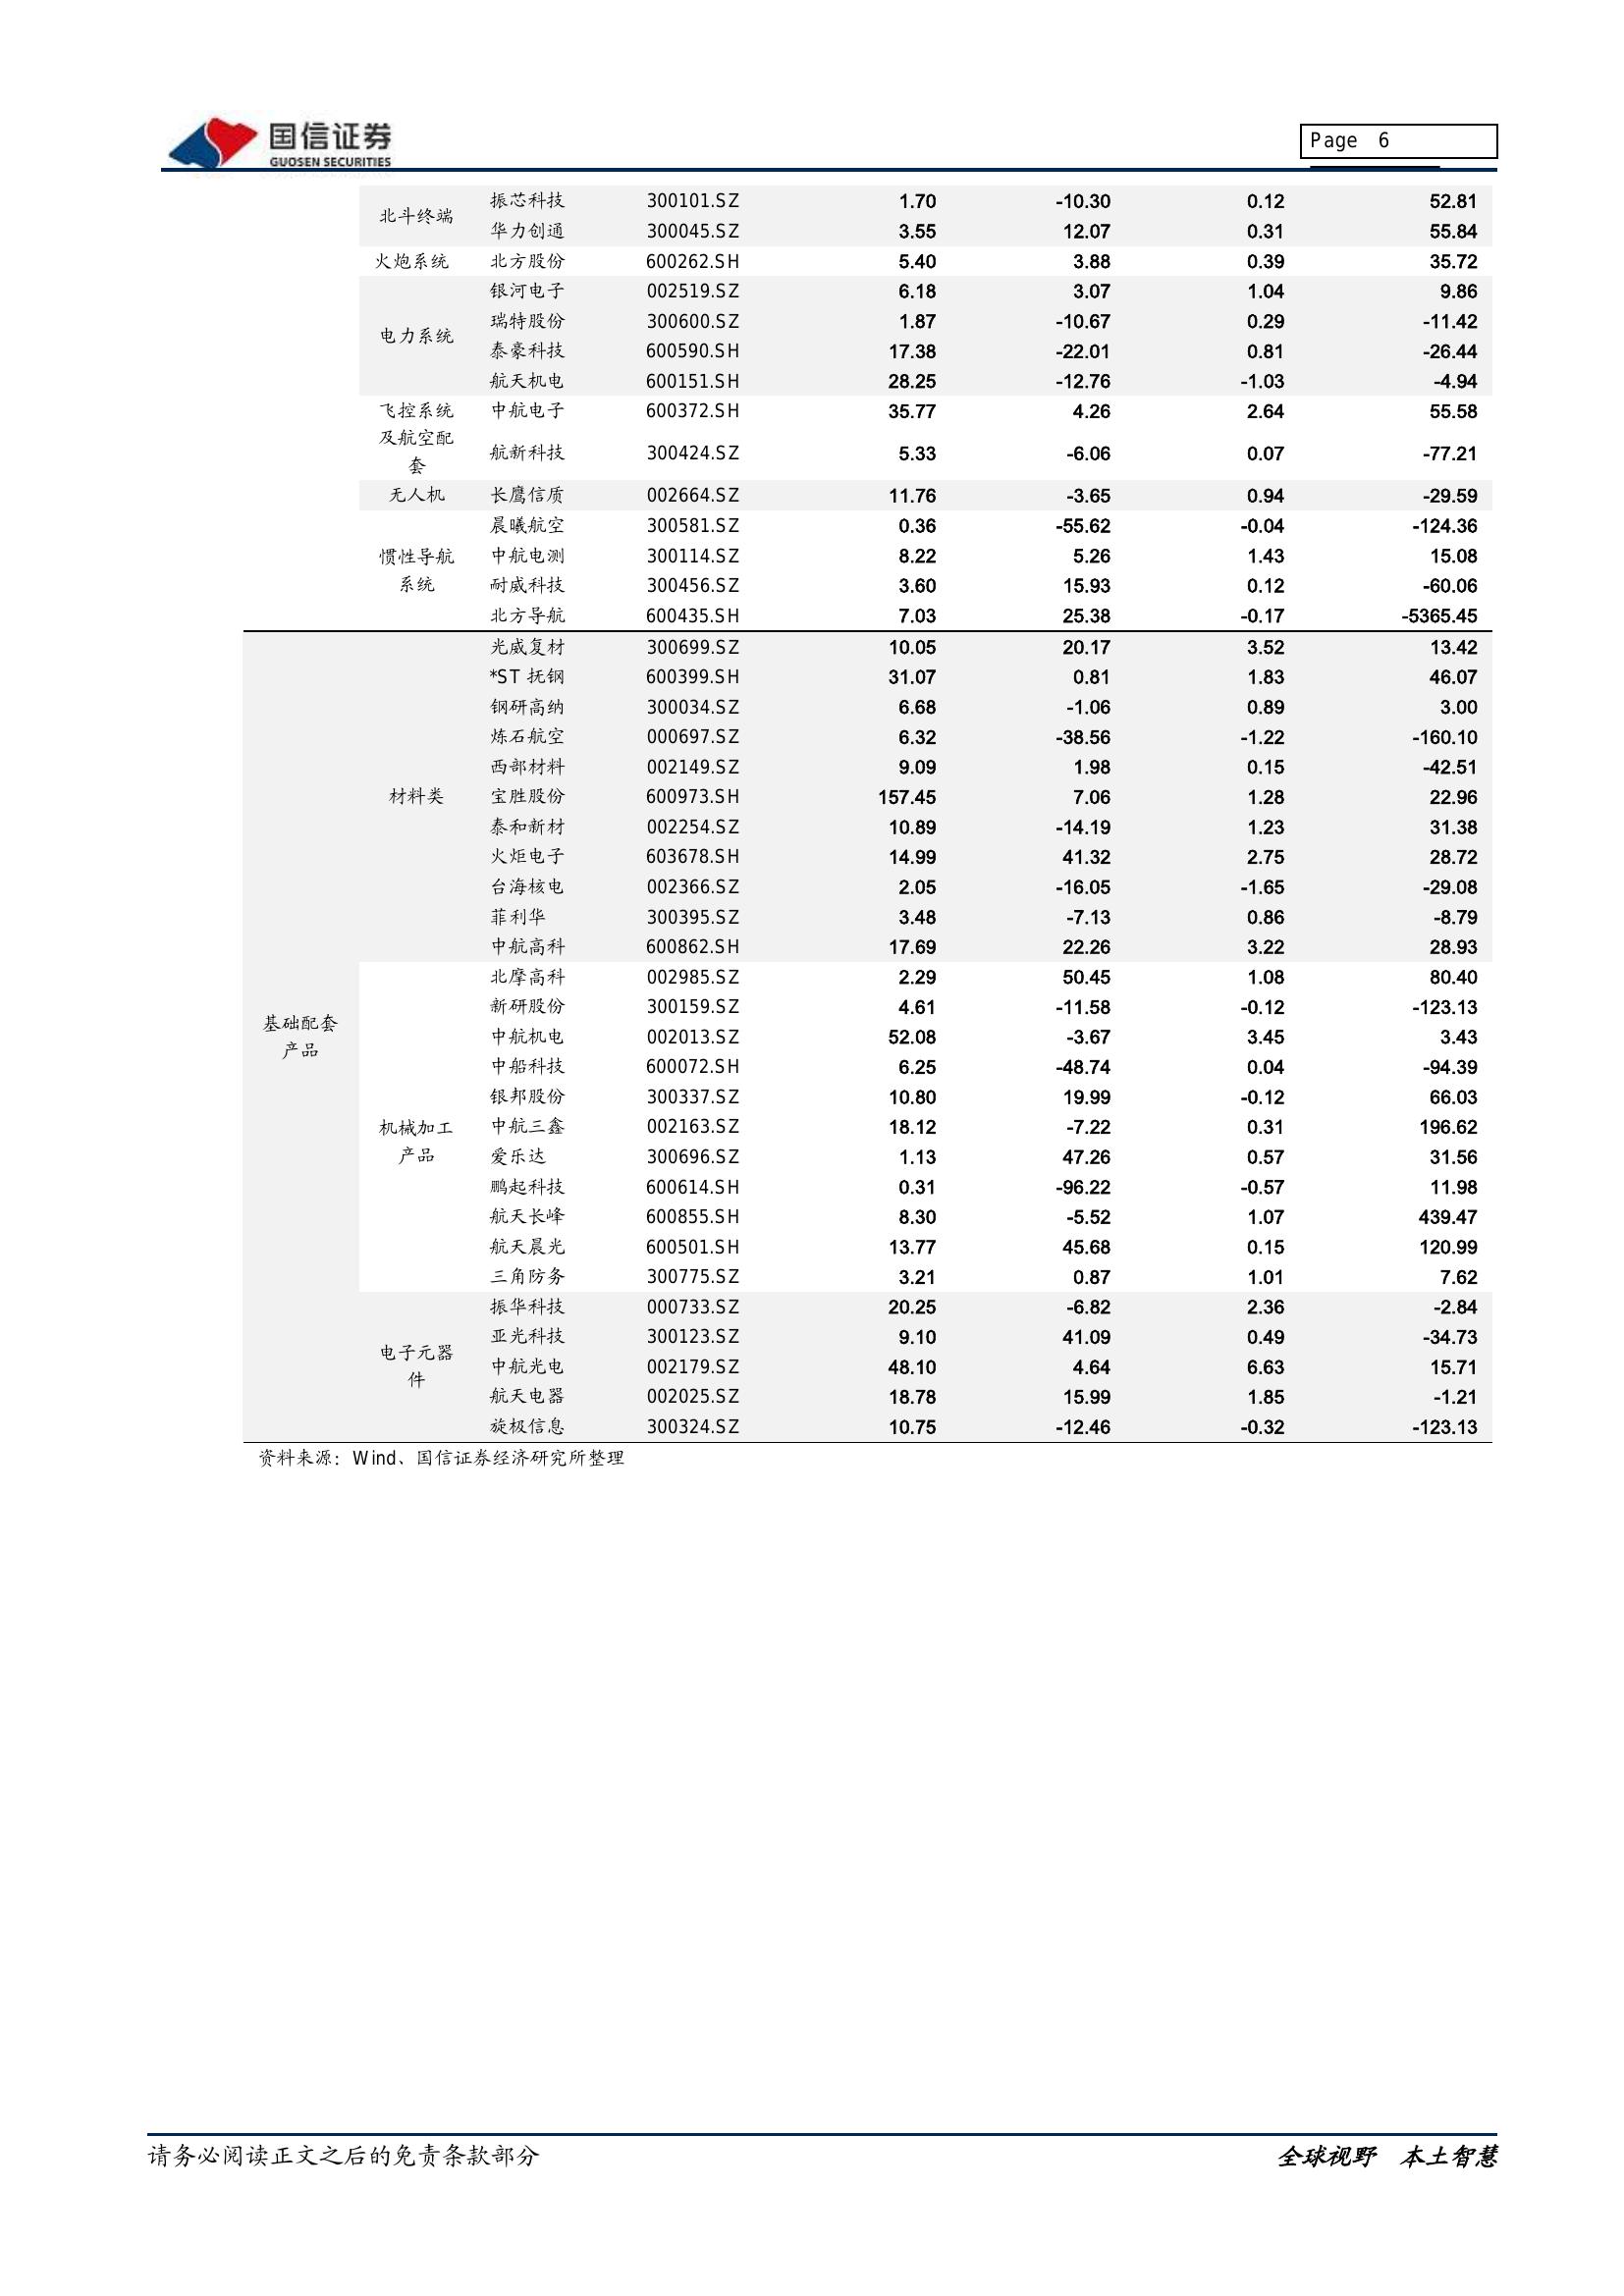 国信证券
GUOSEN SECURITIES
Page 6
北斗终端 振芯科技 300101.SZ 1.70 -10.30 0.12 52.81
华力创通 300045.SZ 3.55 12.07 0.31 55.84
火炮系统 北方股份 600262.SH 5.40 3.88 0.39 35.72
电力系统 银河电子 002519.SZ 6.18 3.07 1.04 9.86
瑞特股份 300600.SZ 1.87 -10.67 0.29 -11.42
泰豪科技 600590.SH 17.38 -22.01 0.81 -26.44
航天机电 600151.SH 28.25 -12.76 -1.03 -4.94
飞控系统 中航电子 600372.SH 35.77 4.26 2.64 55.58
及航空配
套 航新科技 300424.SZ 5.33 -6.06 0.07 -77.21
无人机 长鹰信质 002664.SZ 11.76 -3.65 0.94 -29.59
晨曦航空 300581.SZ 0.36 -55.62 -0.04 -124.36
惯性导航 中航电测 300114.SZ 8.22 5.26 1.43 15.08
系统 耐威科技 300456.SZ 3.60 15.93 0.12 -60.06
北方导航 600435.SH 7.03 25.38 -0.17 -5365.45
光威复材 300699.SZ 10.05 20.17 3.52 13.42
*ST 抚钢 600399.SH 31.07 0.81 1.83 46.07
钢研高纳 300034.SZ 6.68 -1.06 0.89 3.00
炼石航空 000697.SZ 6.32 -38.56 -1.22 -160.10
西部材料 002149.SZ 9.09 1.98 0.15 -42.51
材料类 宝胜股份 600973.SH 157.45 7.06 1.28 22.96
泰和新材 002254.SZ 10.89 -14.19 1.23 31.38
火炬电子 603678.SH 14.99 41.32 2.75 28.72
台海核电 002366.SZ 2.05 -16.05 -1.65 -29.08
菲利华 300395.SZ 3.48 -7.13 0.86 -8.79
中航高科 600862.SH 17.69 22.26 3.22 28.93
北摩高科 002985.SZ 2.29 50.45 1.08 80.40
新研股份 300159.SZ 4.61 -11.58 -0.12 -123.13
基础配套
产品
中航机电 002013.SZ 52.08 -3.67 3.45 3.43
中船科技 600072.SH 6.25 -48.74 0.04 -94.39
银邦股份 300337.SZ 10.80 19.99 -0.12 66.03
机械加工 中航三鑫 002163.SZ 18.12 -7.22 0.31 196.62
产品 爱乐达 300696.SZ 1.13 47.26 0.57 31.56
鹏起科技 600614.SH 0.31 -96.22 -0.57 11.98
航天长峰 600855.SH 8.30 -5.52 1.07 439.47
航天晨光 600501.SH 13.77 45.68 0.15 120.99
三角防务 300775.SZ 3.21 0.87 1.01 7.62
振华科技 000733.SZ 20.25 -6.82 2.36 -2.84
亚光科技 300123.SZ 9.10 41.09 0.49 -34.73
电子元器
件 中航光电 002179.SZ 48.10 4.64 6.63 15.71
航天电器 002025.SZ 18.78 15.99 1.85 -1.21
旋极信息 300324.SZ 10.75 -12.46 -0.32 -123.13
资料来源：Wind、国信证券经济研究所整理
请务必阅读正文之后的免责条款部分
全球视野 本土智慧